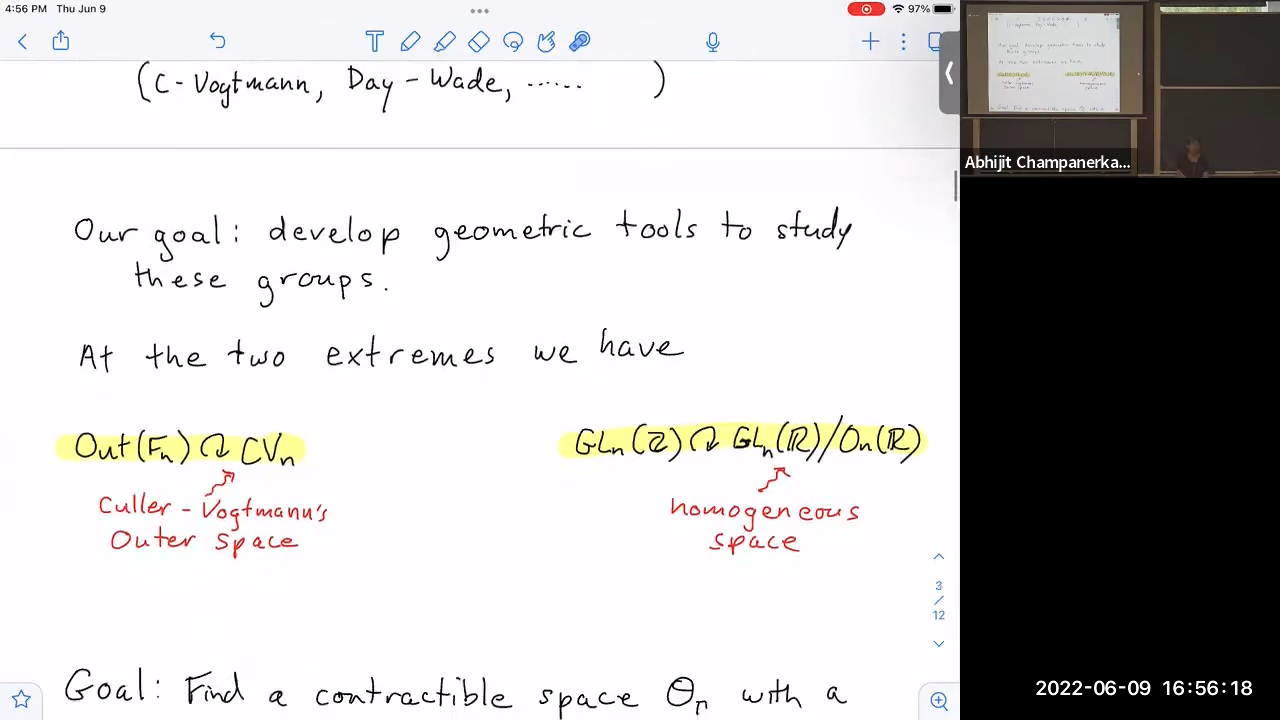 4:56 PM Thu Jun 9
97%
(C-Vogtmann, Day-Wade, ......)
Our goal: develop geometric tools to study
these groups.
At the two extremes we have
Out(Fₙ) ↷ CVₙ
GLₙ(ℤ) ↷ GLₙ(ℝ)/Oₙ(ℝ)
Culler-Vogtmann's
Outer Space
homogeneous
space
3
/
12
Goal: Find a contractible space
with a
Abhijit Champanerka...
2022-06-09 16:56:18